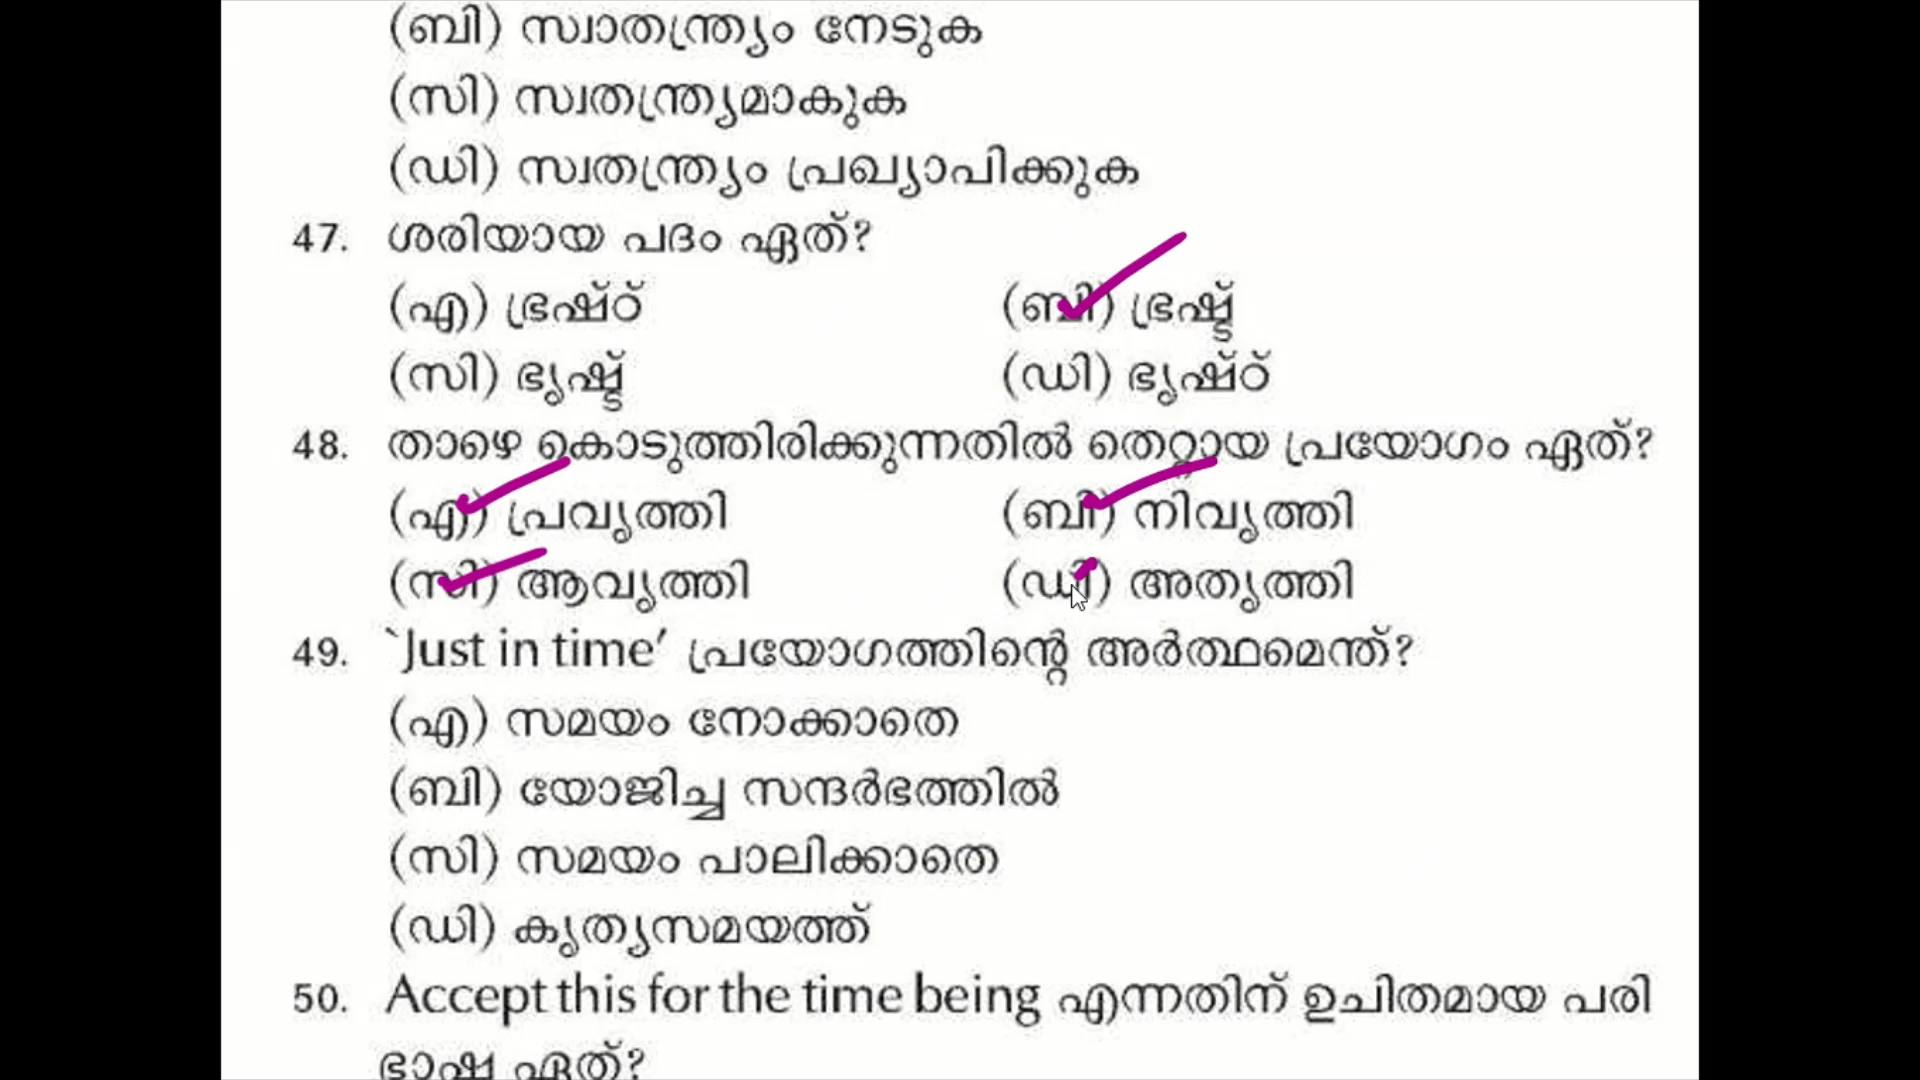 (ബി) സ്വാതന്ത്ര്യം നേടുക
(സി) സ്വതന്ത്ര്യമാകുക
(ഡി) സ്വതന്ത്ര്യം പ്രഖ്യാപിക്കുക
47. ശരിയായ പദം ഏത്?
(എ) ഭ്രഷ്ഠ് (ബി) ഭ്രഷ്ട്
(സി) ഭൃഷ്ട് (ഡി) ഭൃഷ്ഠ്
48. താഴെ കൊടുത്തിരിക്കുന്നതിൽ തെറ്റായ പ്രയോഗം ഏത്?
(എ) പ്രവൃത്തി (ബി) നിവൃത്തി
(സി) ആവൃത്തി (ഡി) അതൃത്തി
49. `Just in time' പ്രയോഗത്തിന്റെ അർത്ഥമെന്ത്?
(എ) സമയം നോക്കാതെ
(ബി) യോജിച്ച സന്ദർഭത്തിൽ
(സി) സമയം പാലിക്കാതെ
(ഡി) കൃത്യസമയത്ത്
50. Accept this for the time being എന്നതിന് ഉചിതമായ പരി
ഭാഷ ഏത്?